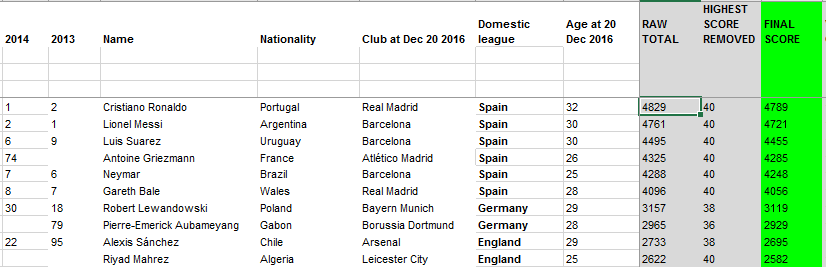 2014 2013 Name Nationality Club at Dec 20 2016 Domestic league Age at 20 Dec 2016 RAW TOTAL HIGHEST SCORE REMOVED FINAL SCORE
1 2 Cristiano Ronaldo Portugal Real Madrid Spain 32 4829 40 4789
2 1 Lionel Messi Argentina Barcelona Spain 30 4761 40 4721
6 9 Luis Suarez Uruguay Barcelona Spain 30 4495 40 4455
74 Antoine Griezmann France Atlético Madrid Spain 26 4325 40 4285
7 6 Neymar Brazil Barcelona Spain 25 4288 40 4248
8 7 Gareth Bale Wales Real Madrid Spain 28 4096 40 4056
30 18 Robert Lewandowski Poland Bayern Munich Germany 29 3157 38 3119
79 Pierre-Emerick Aubameyang Gabon Borussia Dortmund Germany 28 2965 36 2929
22 95 Alexis Sánchez Chile Arsenal England 29 2733 38 2695
Riyad Mahrez Algeria Leicester City England 26 2622 40 2582